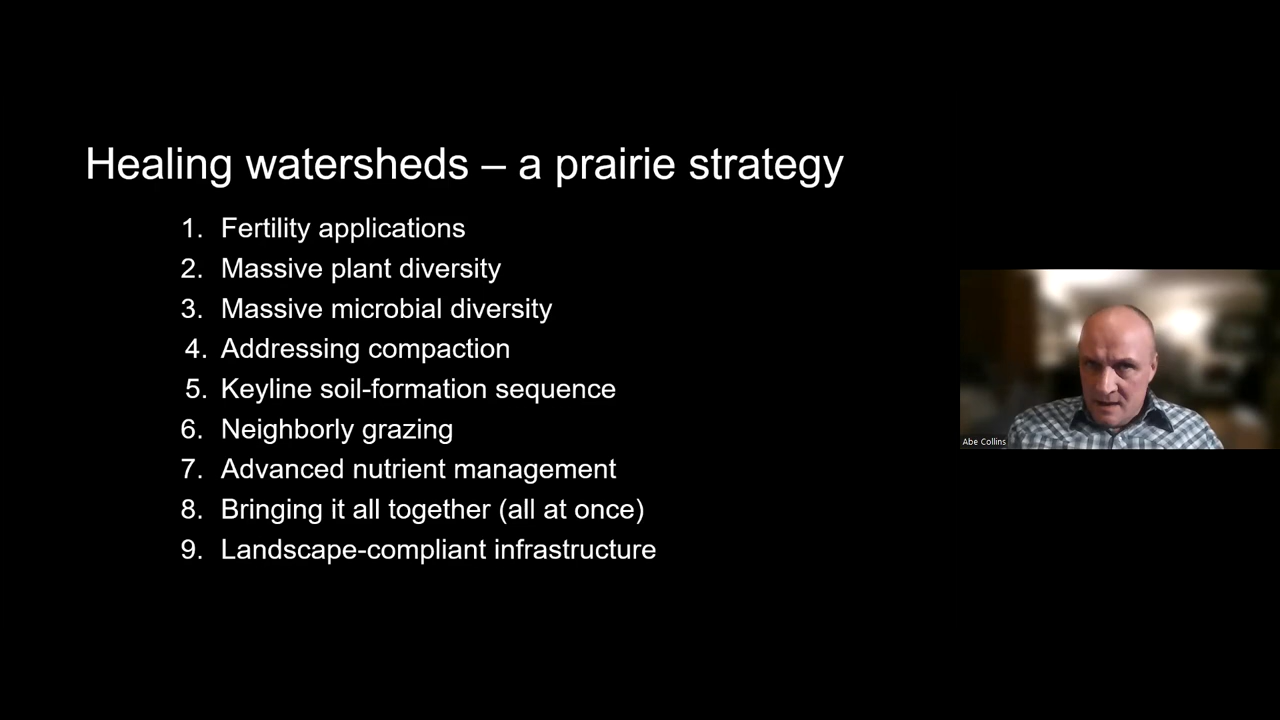 Healing watersheds – a prairie strategy
1. Fertility applications
2. Massive plant diversity
3. Massive microbial diversity
4. Addressing compaction
5. Keyline soil-formation sequence
6. Neighborly grazing
7. Advanced nutrient management
8. Bringing it all together (all at once)
9. Landscape-compliant infrastructure
Abe Collins